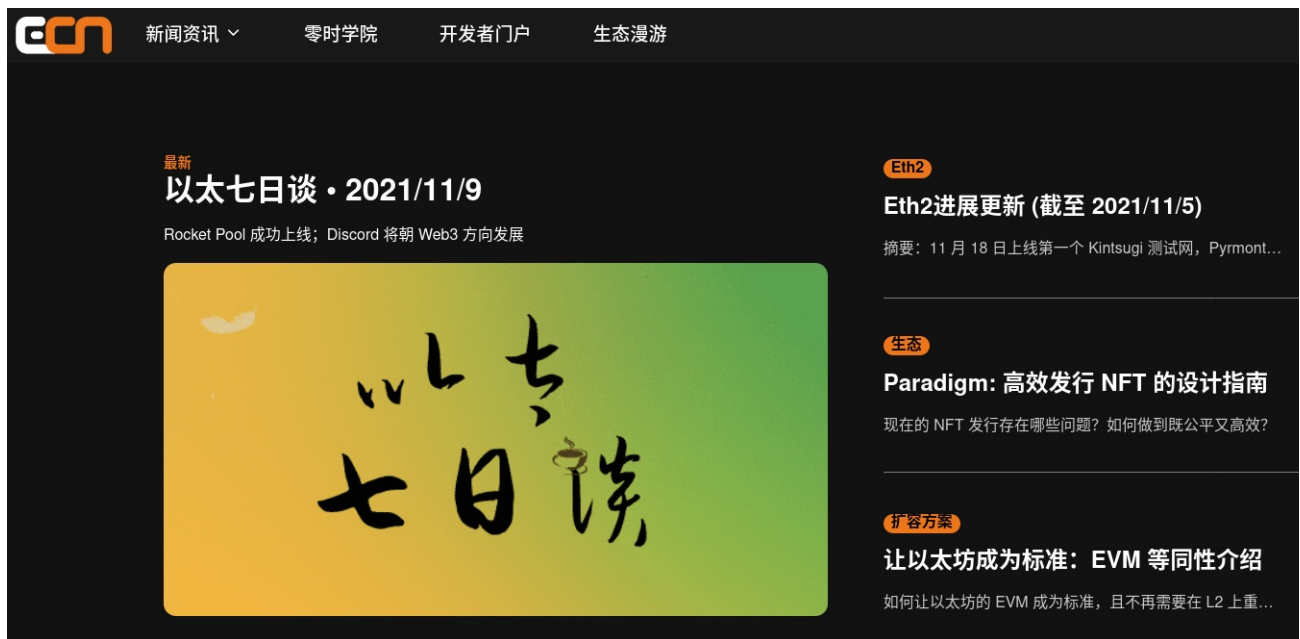 ECN
新闻资讯
零时学院
开发者门户
生态漫游
最新
以太七日谈 • 2021/11/9
Rocket Pool 成功上线；Discord 将朝 Web3 方向发展
以太
七日谈
Eth2
Eth2进展更新 (截至 2021/11/5)
摘要：11 月 18 日上线第一个 Kintsugi 测试网，Pyrmont...
生态
Paradigm: 高效发行 NFT 的设计指南
现在的 NFT 发行存在哪些问题？如何做到既公平又高效？
扩容方案
让以太坊成为标准：EVM 等同性介绍
如何让以太坊的 EVM 成为标准，且不再需要在 L2 上重...